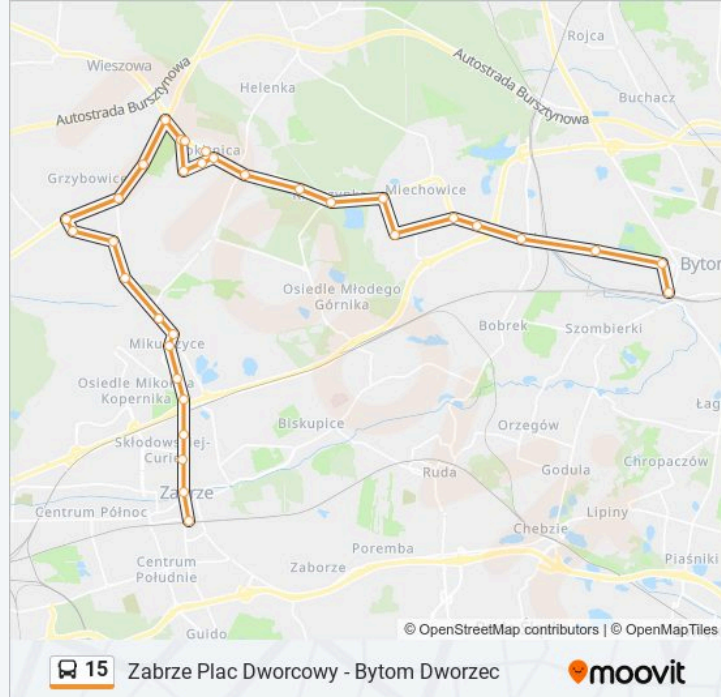 Rojca
Wieszowa
Autostrada Bursztynowa
Helenka
Autostrada Bursztynowa
Buchacz
Grzybowice
Miechowice
Bytom
Osiedle Młodego
Górnika
Bobrek
Szombierki
Osiedle Mikołaja
Kopernika
Biskupice
Orzegów
Skłodowskiej-
Curie
Ruda
Godula
Chropaczów
Zabrze
Centrum Północ
Lipiny
Chebzie
Poremba
Piaśniki
Centrum
Południe
Zaborze
Guido
© OpenStreetMap contributors | © OpenMapTiles
15 Zabrze Plac Dworcowy - Bytom Dworzec
moovit